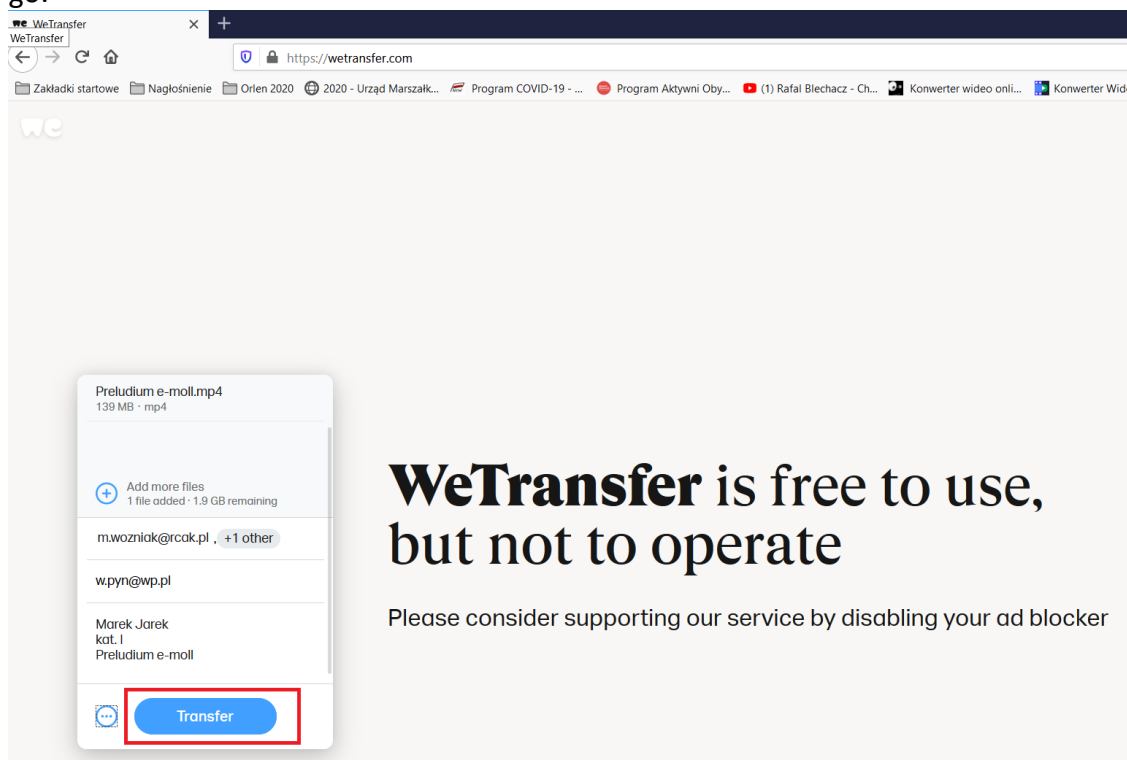 WeTransfer
WeTransfer
https://wetransfer.com
Zakładki startowe Nagłośnienie Orlen 2020 2020 - Urząd Marszałk... Program COVID-19 - ... Program Aktywni Oby... (1) Rafal Blechacz - Ch... Konwerter wideo onli... Konwerter Wid
we
Preludium e-moll.mp4
139 MB · mp4
Add more files
1 file added · 1.9 GB remaining
m.wozniak@rcak.pl , +1 other
w.pyn@wp.pl
Marek Jarek
kat. I
Preludium e-moll
Transfer
WeTransfer is free to use,
but not to operate
Please consider supporting our service by disabling your ad blocker